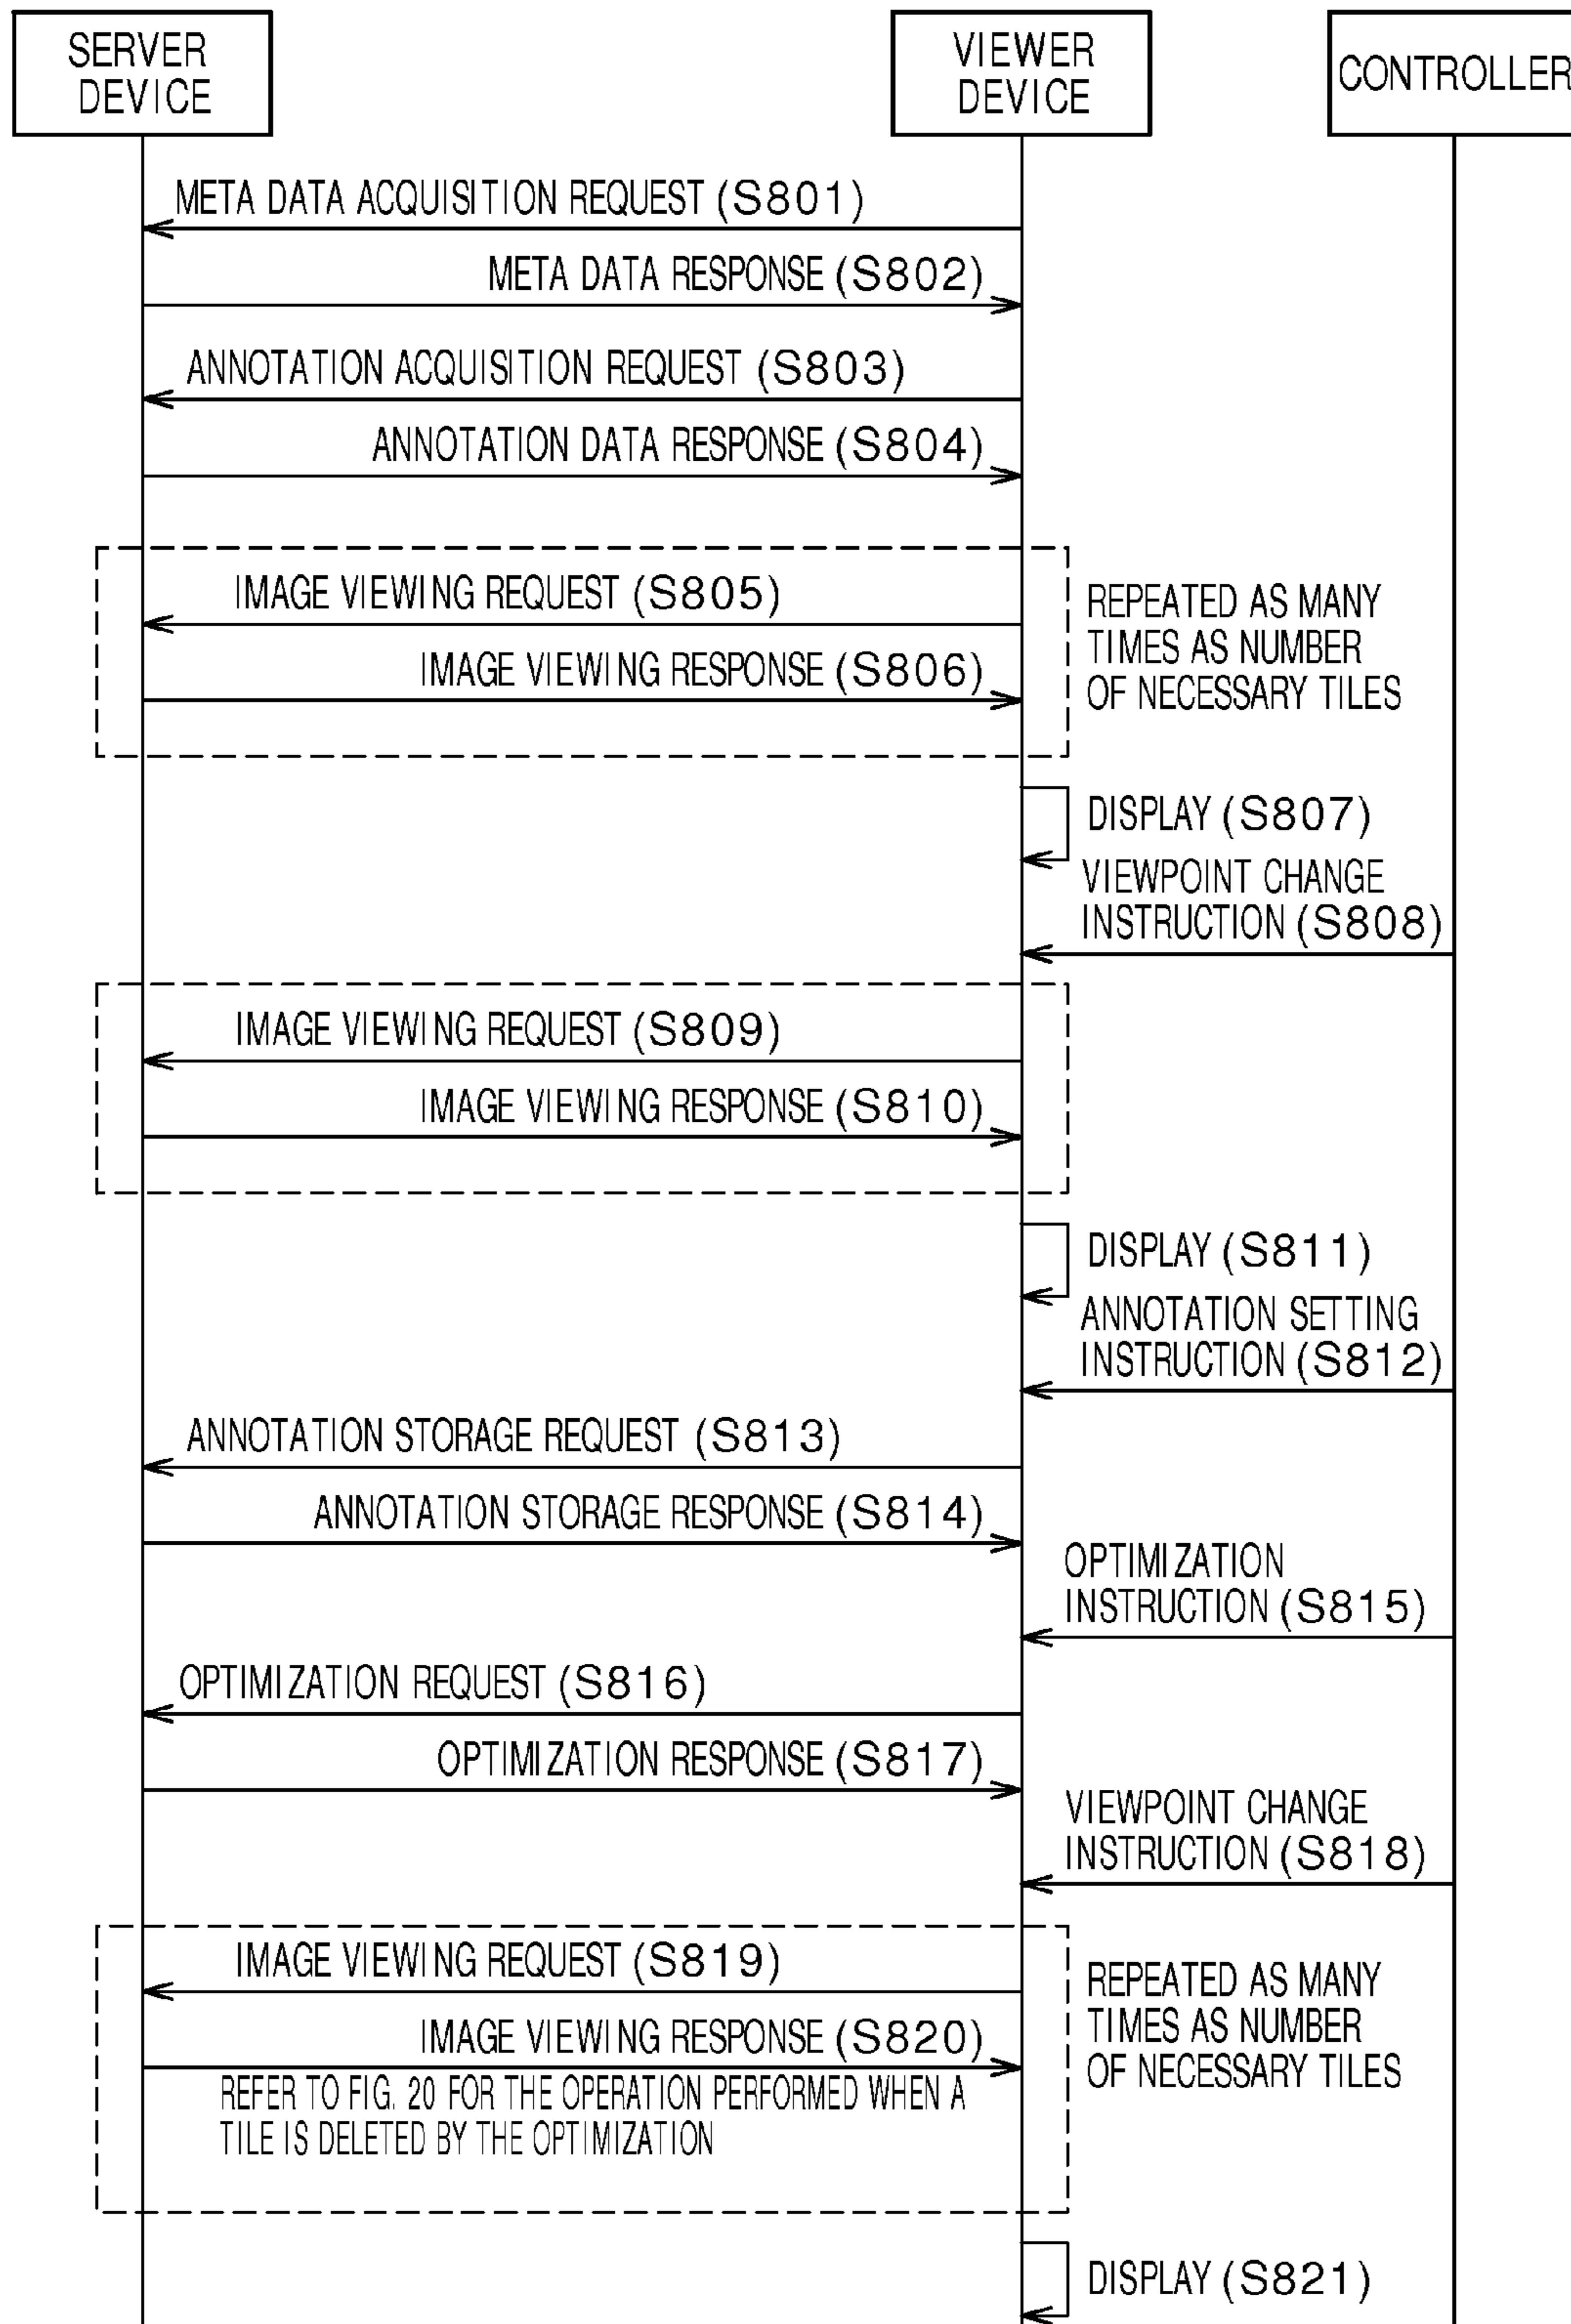 SERVER
DEVICE
VIEWER
DEVICE
CONTROLLER
META DATA ACQUISITION REQUEST (S801)
META DATA RESPONSE (S802)
ANNOTATION ACQUISITION REQUEST (S803)
ANNOTATION DATA RESPONSE (S804)
IMAGE VIEWING REQUEST (S805)
IMAGE VIEWING RESPONSE (S806)
REPEATED AS MANY
TIMES AS NUMBER
OF NECESSARY TILES
DISPLAY (S807)
VIEWPOINT CHANGE
INSTRUCTION (S808)
IMAGE VIEWING REQUEST (S809)
IMAGE VIEWING RESPONSE (S810)
DISPLAY (S811)
ANNOTATION SETTING
INSTRUCTION (S812)
ANNOTATION STORAGE REQUEST (S813)
ANNOTATION STORAGE RESPONSE (S814)
OPTIMIZATION
INSTRUCTION (S815)
OPTIMIZATION REQUEST (S816)
OPTIMIZATION RESPONSE (S817)
VIEWPOINT CHANGE
INSTRUCTION (S818)
IMAGE VIEWING REQUEST (S819)
IMAGE VIEWING RESPONSE (S820)
REFER TO FIG. 20 FOR THE OPERATION PERFORMED WHEN A
TILE IS DELETED BY THE OPTIMIZATION
REPEATED AS MANY
TIMES AS NUMBER
OF NECESSARY TILES
DISPLAY (S821)